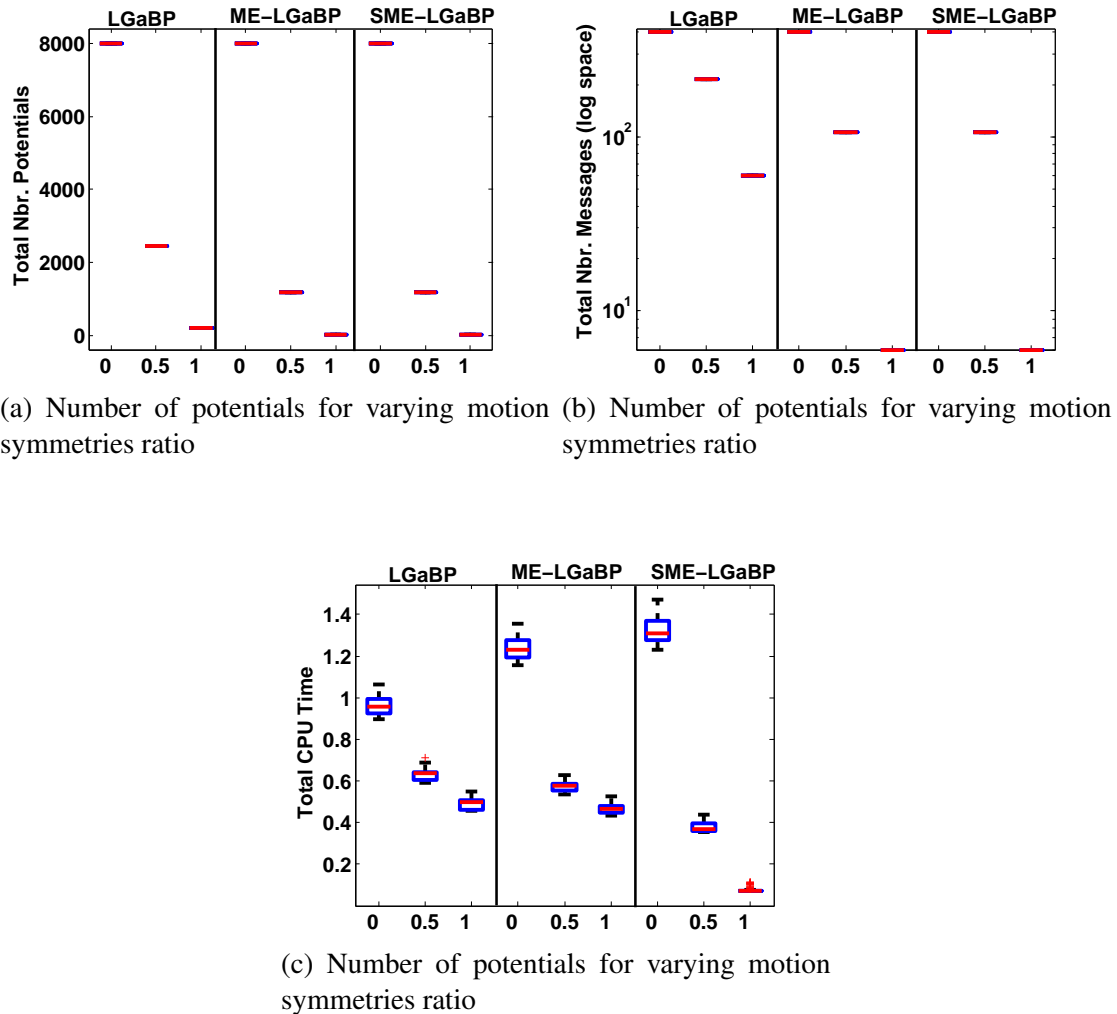 LGaBP ME−LGaBP SME−LGaBP
8000
6000
4000
2000
0
Total Nbr. Potentials
0 0.5 1 0 0.5 1 0 0.5 1
(a) Number of potentials for varying motion
symmetries ratio
LGaBP ME−LGaBP SME−LGaBP
10²
10¹
Total Nbr. Messages (log space)
0 0.5 1 0 0.5 1 0 0.5 1
(b) Number of potentials for varying motion
symmetries ratio
LGaBP ME−LGaBP SME−LGaBP
1.4
1.2
1
0.8
0.6
0.4
0.2
Total CPU Time
0 0.5 1 0 0.5 1 0 0.5 1
(c) Number of potentials for varying motion
symmetries ratio